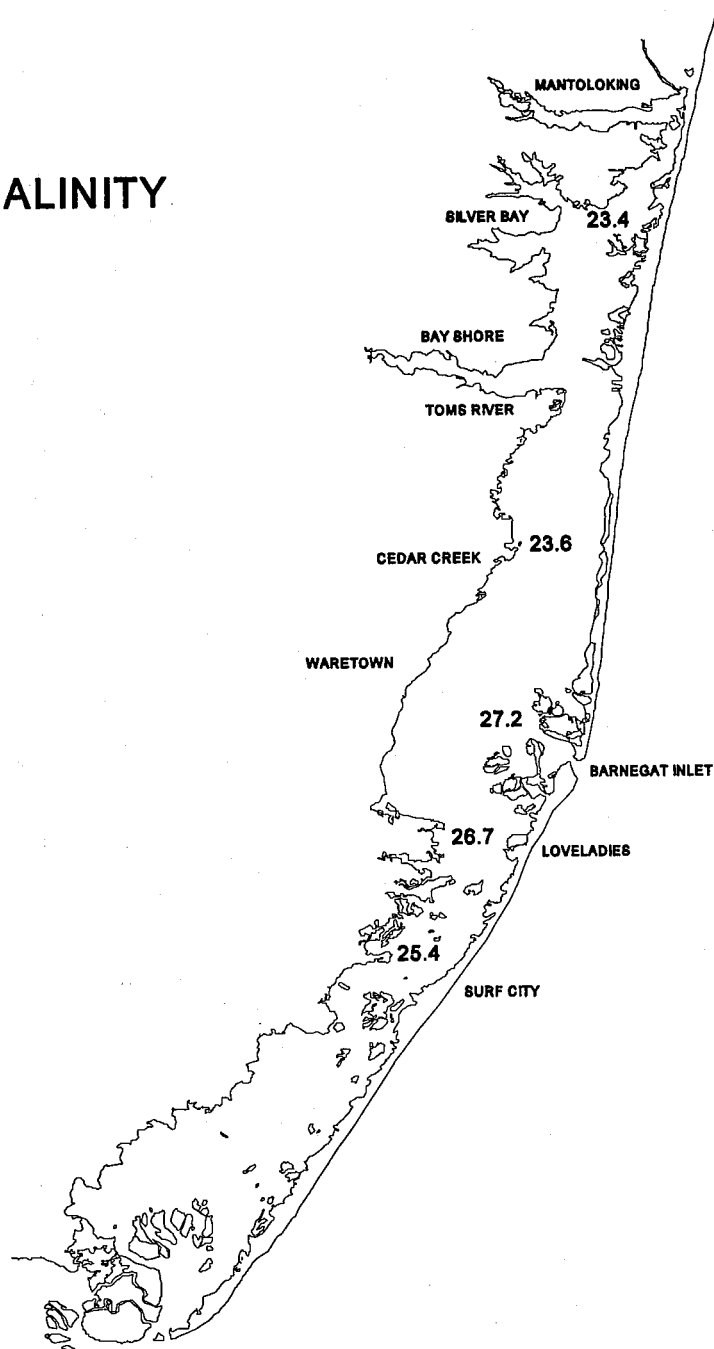 MANTOLOKING
ALINITY
SILVER BAY
23.4
BAY SHORE
TOMS RIVER
23.6
CEDAR CREEK
WARETOWN
27.2
BARNEGAT INLET
26.7
LOVELADIES
25.4
SURF CITY